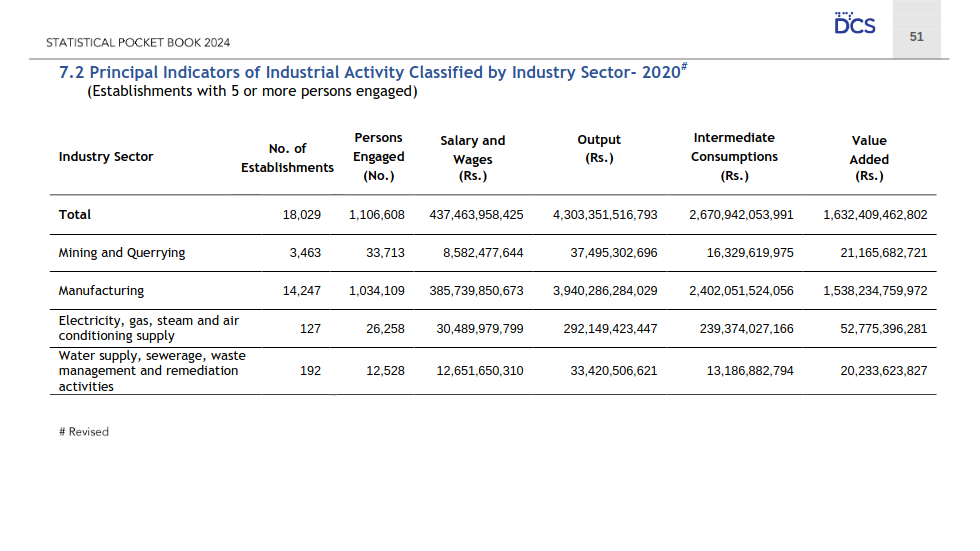 DCS
51
STATISTICAL POCKET BOOK 2024
7.2 Principal Indicators of Industrial Activity Classified by Industry Sector- 2020#
(Establishments with 5 or more persons engaged)
Industry Sector No. of Establishments Persons Engaged (No.) Salary and Wages (Rs.) Output (Rs.) Intermediate Consumptions (Rs.) Value Added (Rs.)
Total 18,029 1,106,608 437,463,958,425 4,303,351,516,793 2,670,942,053,991 1,632,409,462,802
Mining and Querrying 3,463 33,713 8,582,477,644 37,495,302,696 16,329,619,975 21,165,682,721
Manufacturing 14,247 1,034,109 385,739,850,673 3,940,286,284,029 2,402,051,524,056 1,538,234,759,972
Electricity, gas, steam and air
conditioning supply 127 26,258 30,489,979,799 292,149,423,447 239,374,027,166 52,775,396,281
Water supply, sewerage, waste
management and remediation 192 12,528 12,651,650,310 33,420,506,621 13,186,882,794 20,233,623,827
activities
# Revised